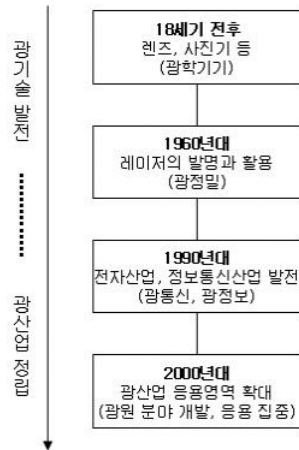 광기술 발전
광산업 정립
18세기 전후
렌즈, 사진기 등
(광학기기)
1960년대
레이저의 발명과 활용
(광정밀)
1990년대
전자산업, 정보통신산업 발전
(광통신, 광정보)
2000년대
광산업 응용영역 확대
(광원 분야 개발, 응용 집중)